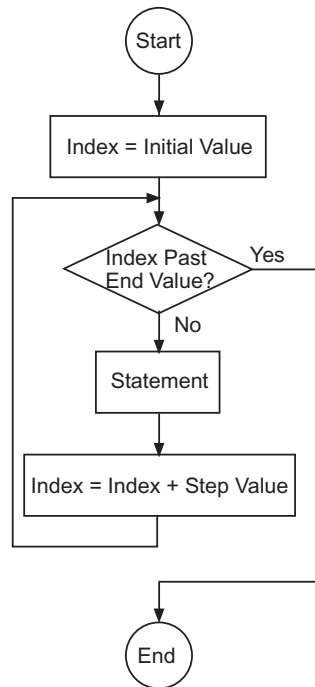 Start
Index = Initial Value
Index Past
End Value?
Yes
No
Statement
Index = Index + Step Value
End